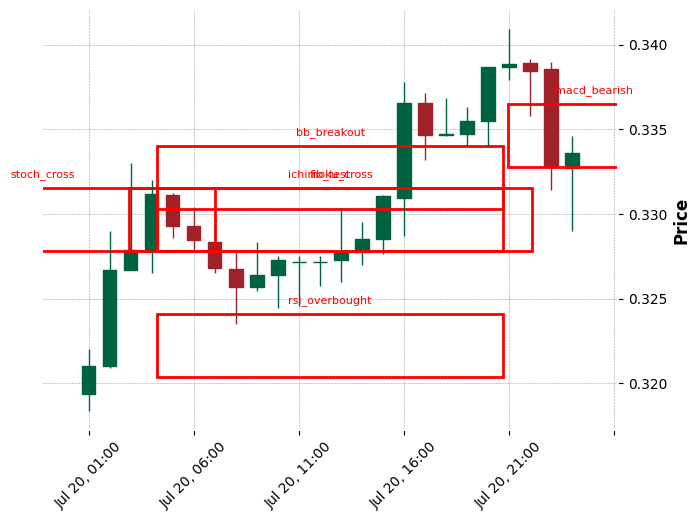 0.340
macd_bearish
0.335
bb_breakout
stoch_cross
0.330
Price
0.325
rsi_overbought
0.320
Jul 20, 01:00
Jul 20, 06:00
Jul 20, 11:00
Jul 20, 16:00
Jul 20, 21:00